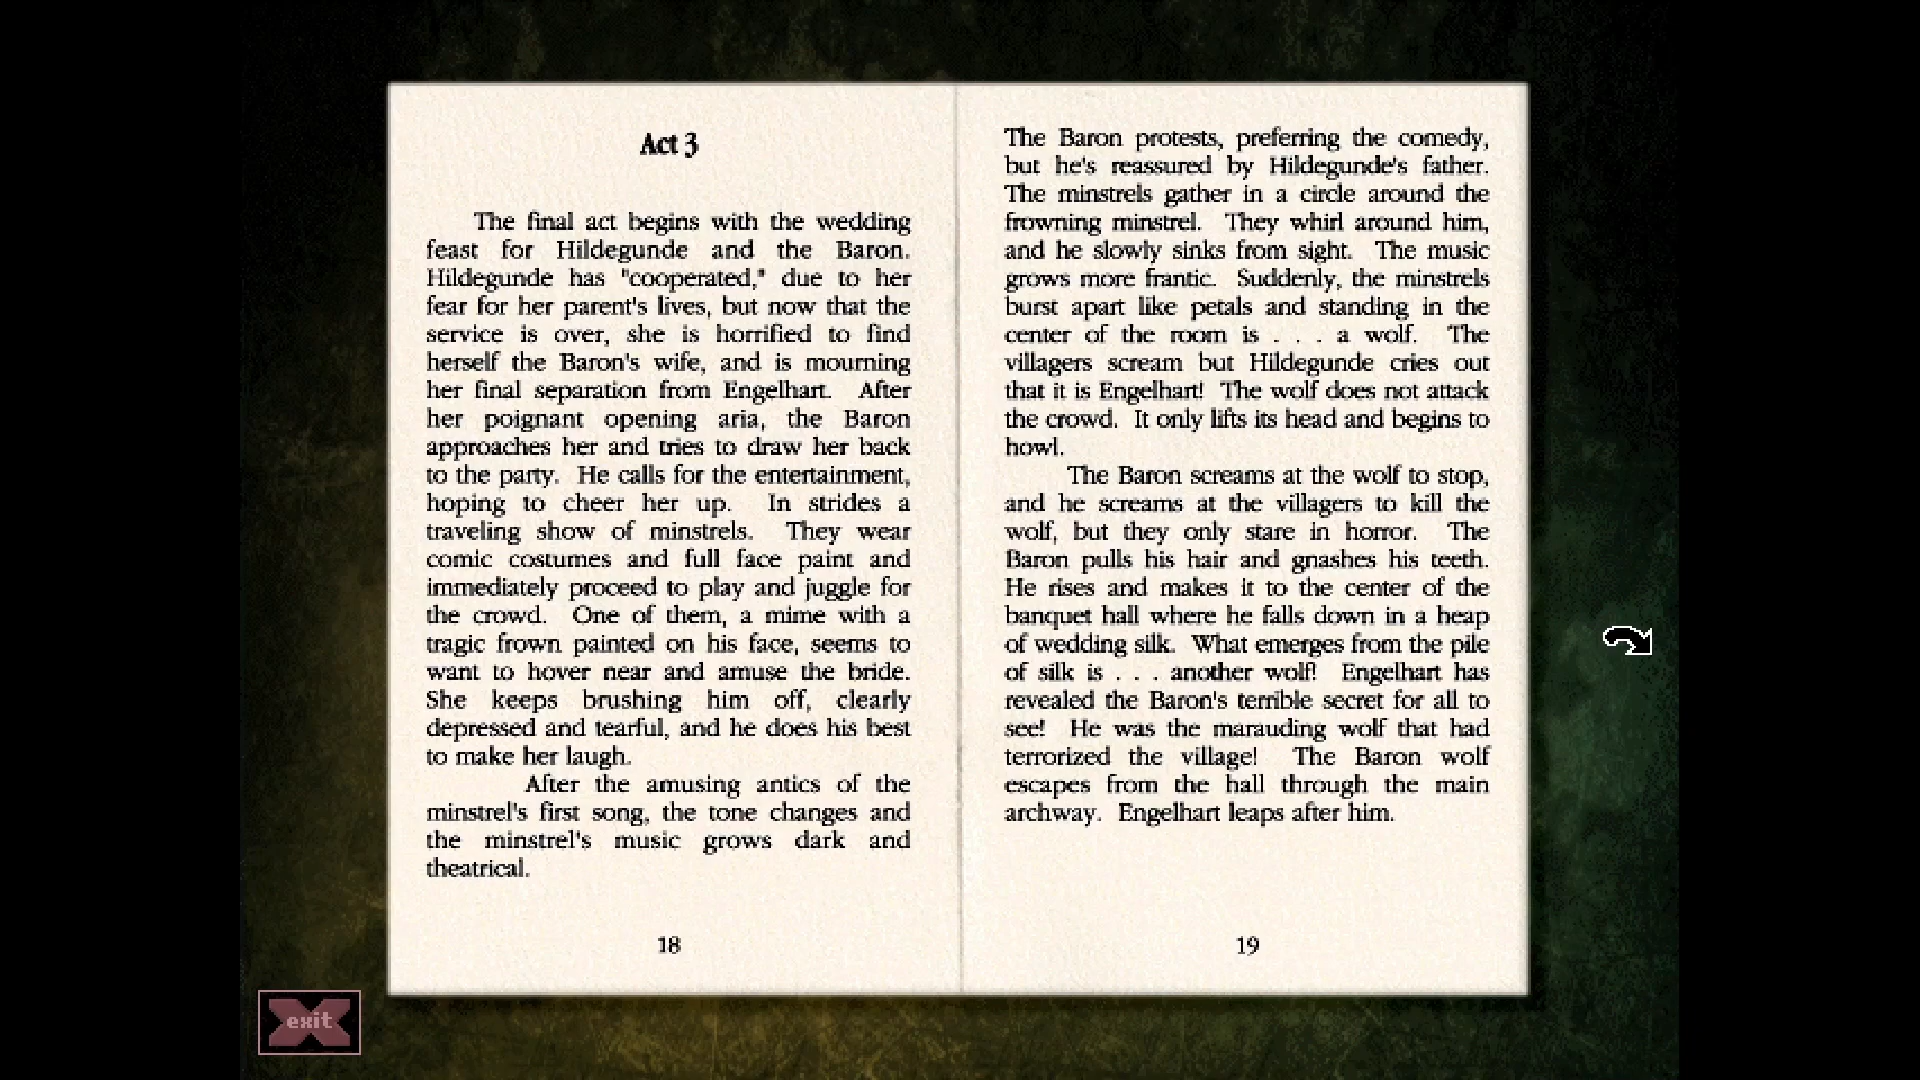 Act 3
The final act begins with the wedding
feast for Hildegunde and the Baron.
Hildegunde has "cooperated," due to her
fear for her parent's lives, but now that the
service is over, she is horrified to find
herself the Baron's wife, and is mourning
her final separation from Engelhart. After
her poignant opening aria, the Baron
approaches her and tries to draw her back
to the party. He calls for the entertainment,
hoping to cheer her up. In strides a
traveling show of minstrels. They wear
comic costumes and full face paint and
immediately proceed to play and juggle for
the crowd. One of them, a mime with a
tragic frown painted on his face, seems to
want to hover near and amuse the bride.
She keeps brushing him off, clearly
depressed and tearful, and he does his best
to make her laugh.
After the amusing antics of the
minstrel's first song, the tone changes and
the minstrel's music grows dark and
theatrical.
18
The Baron protests, preferring the comedy,
but he's reassured by Hildegunde's father.
The minstrels gather in a circle around the
frowning minstrel. They whirl around him,
and he slowly sinks from sight. The music
grows more frantic. Suddenly, the minstrels
burst apart like petals and standing in the
center of the room is . . . a wolf. The
villagers scream but Hildegunde cries out
that it is Engelhart! The wolf does not attack
the crowd. It only lifts its head and begins to
howl.
The Baron screams at the wolf to stop,
and he screams at the villagers to kill the
wolf, but they only stare in horror. The
Baron pulls his hair and gnashes his teeth.
He rises and makes it to the center of the
banquet hall where he falls down in a heap
of wedding silk. What emerges from the pile
of silk is . . . another wolf! Engelhart has
revealed the Baron's terrible secret for all to
see! He was the marauding wolf that had
terrorized the village! The Baron wolf
escapes from the hall through the main
archway. Engelhart leaps after him.
19
exit